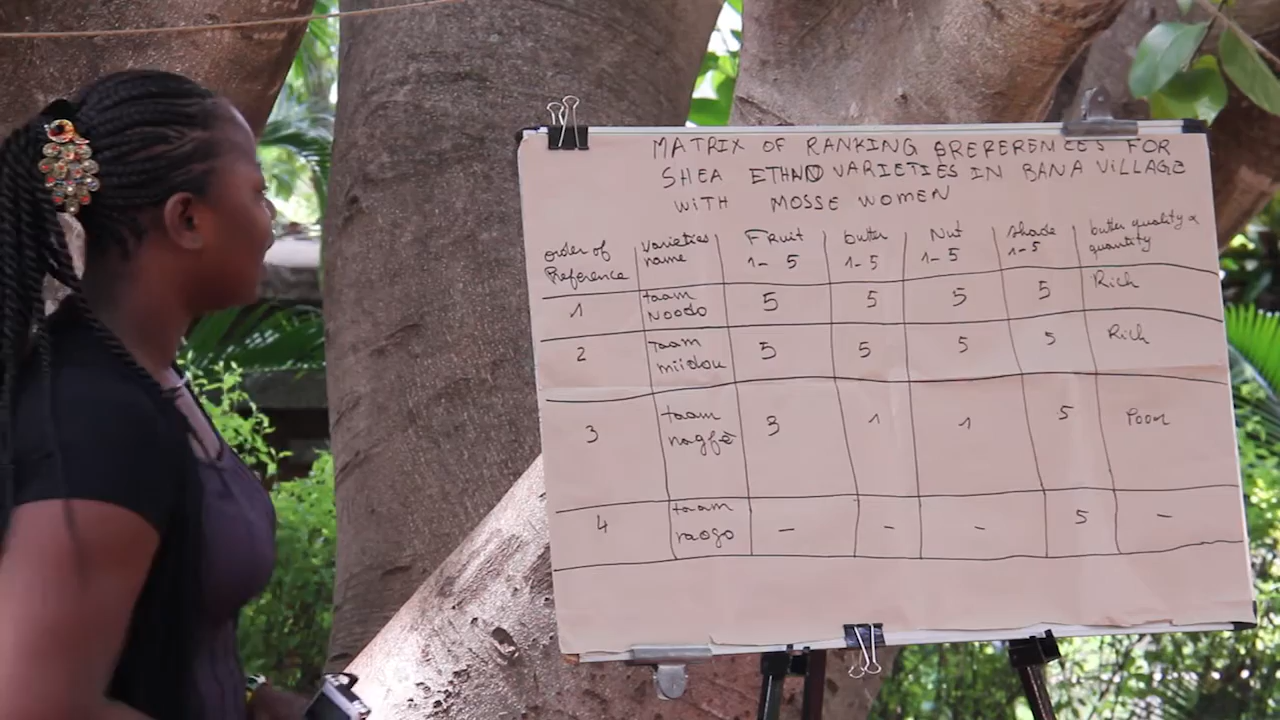 MATRIX OF RANKING PREFERENCES FOR
SHEA ETHNO VARIETIES IN BANA VILLAGE
WITH MOSSE WOMEN
order of Preference | varieties name | Fruit 1-5 | butter 1-5 | Nut 1-5 | shade 1-5 | butter quality & quantity
1 | taam Noodo | 5 | 5 | 5 | 5 | Rich
2 | Taam miidou | 5 | 5 | 5 | 5 | Rich
3 | taam nagfè | 3 | 1 | 1 | 5 | Poor
4 | taam raogo | - | - | - | 5 | -